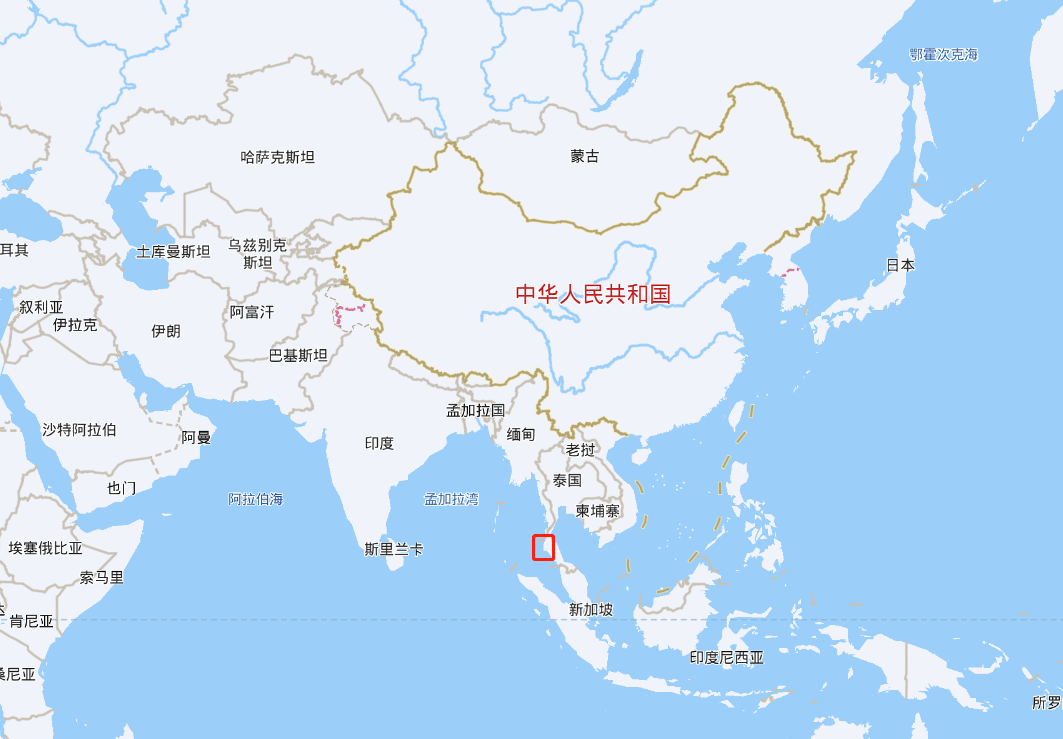 鄂霍次克海
哈萨克斯坦
蒙古
耳其
土库曼斯坦
乌兹别克
斯坦
日本
中华人民共和国
叙利亚
伊拉克
伊朗
阿富汗
巴基斯坦
孟加拉国
沙特阿拉伯
阿曼
印度
缅甸
老挝
泰国
也门
阿拉伯海
孟加拉湾
柬埔寨
埃塞俄比亚
斯里兰卡
索马里
肯尼亚
新加坡
印度尼西亚
桑尼亚
所罗